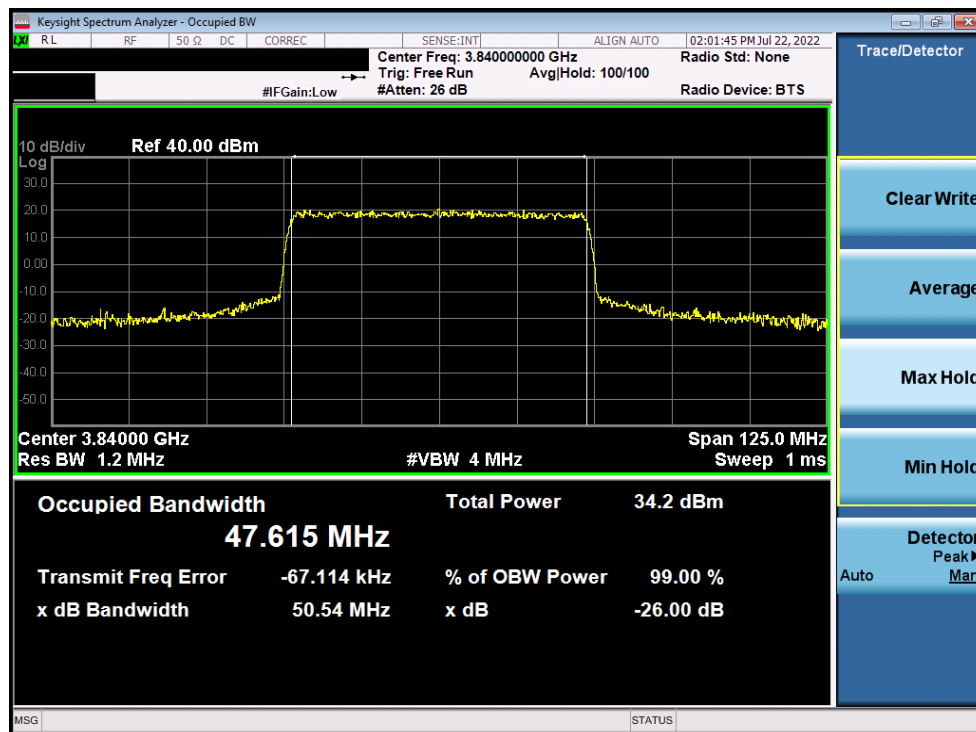 Keysight Spectrum Analyzer - Occupied BW
LXI RL RF 50 Ω DC CORREC SENSE:INT ALIGN AUTO 02:01:45 PM Jul 22, 2022
Center Freq: 3.840000000 GHz Radio Std: None
Trig: Free Run Avg|Hold: 100/100
#IFGain:Low #Atten: 26 dB Radio Device: BTS
Trace/Detector
10 dB/div Ref 40.00 dBm
Log
30.0
20.0
10.0
0.00
-10.0
-20.0
-30.0
-40.0
-50.0
Center 3.84000 GHz Span 125.0 MHz
Res BW 1.2 MHz #VBW 4 MHz Sweep 1 ms
Occupied Bandwidth Total Power 34.2 dBm
47.615 MHz
Transmit Freq Error -67.114 kHz % of OBW Power 99.00 %
x dB Bandwidth 50.54 MHz x dB -26.00 dB
Clear Write
Average
Max Hold
Min Hold
Detector
Peak▶
Auto Man
MSG STATUS